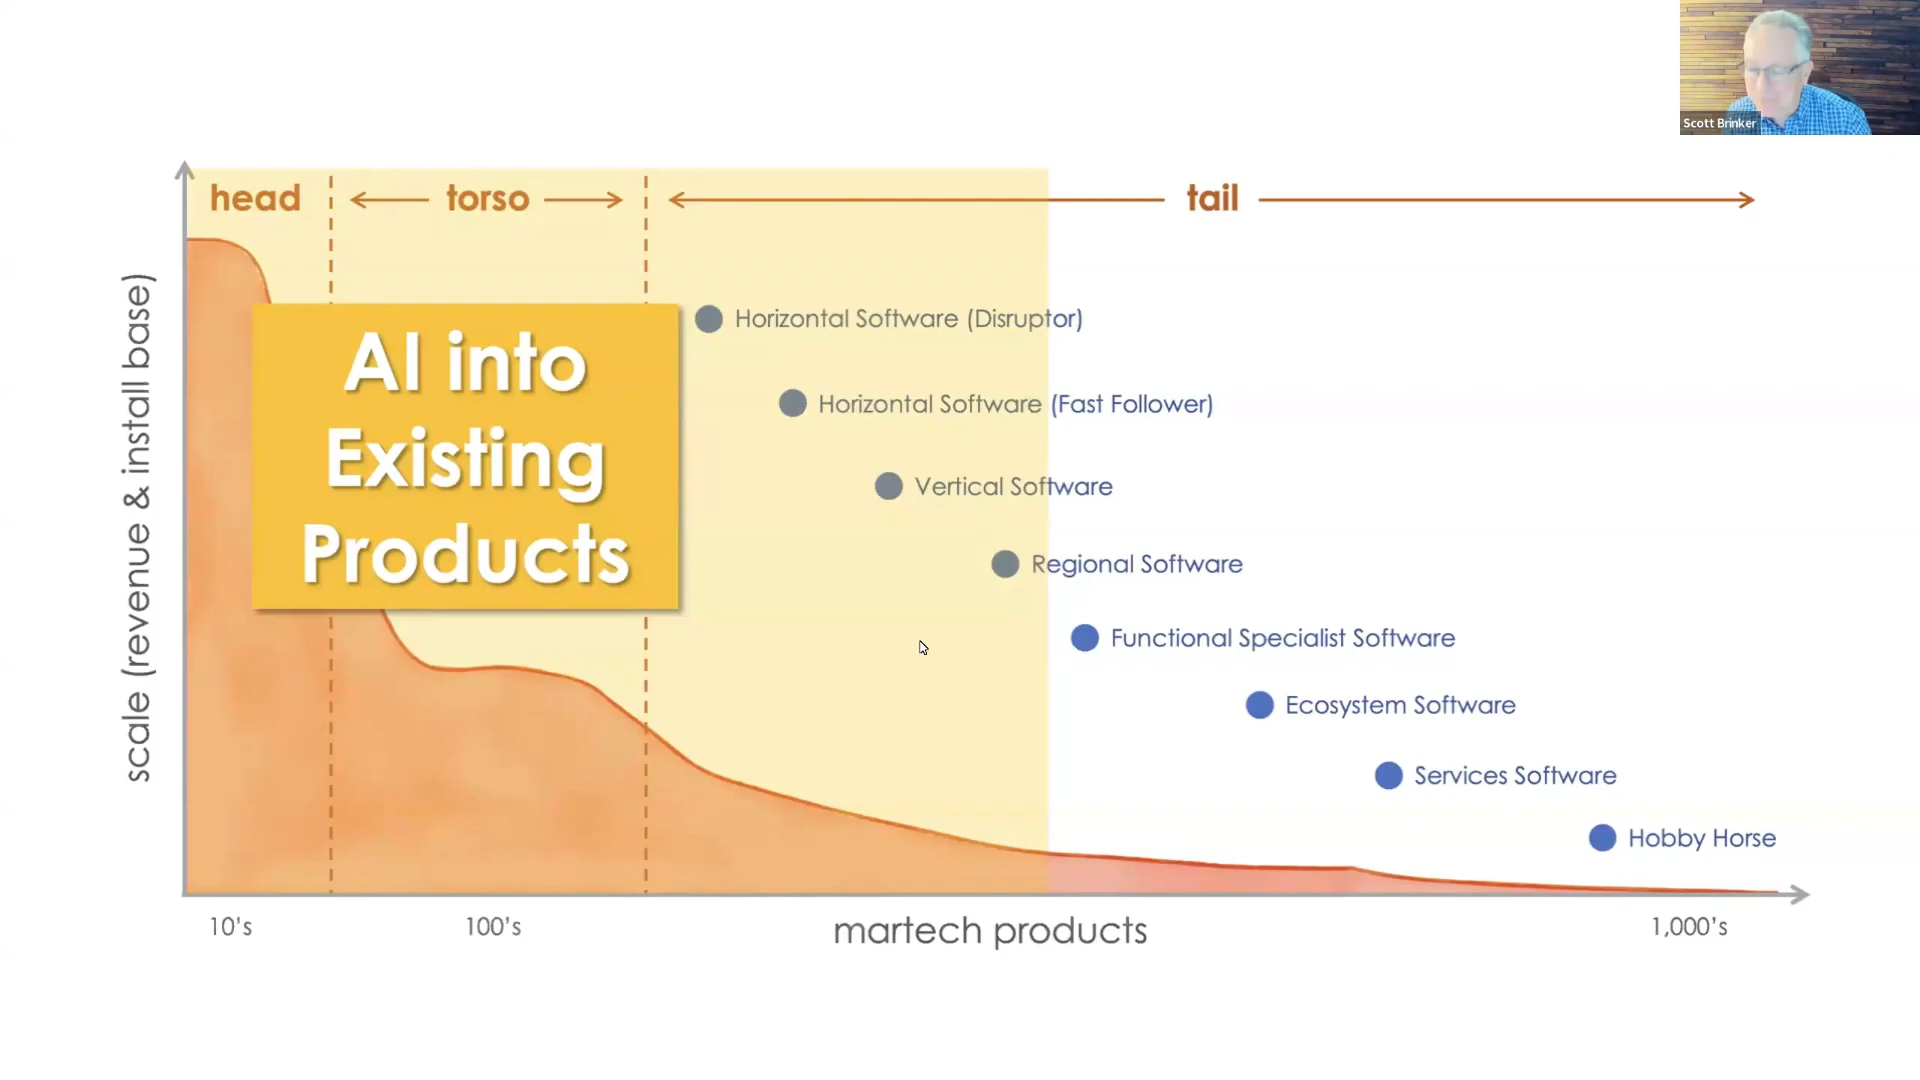 Scott Brinker
head
torso
tail
scale (revenue & install base)
AI into
Existing
Products
Horizontal Software (Disruptor)
Horizontal Software (Fast Follower)
Vertical Software
Regional Software
Functional Specialist Software
Ecosystem Software
Services Software
Hobby Horse
10's
100's
martech products
1,000's